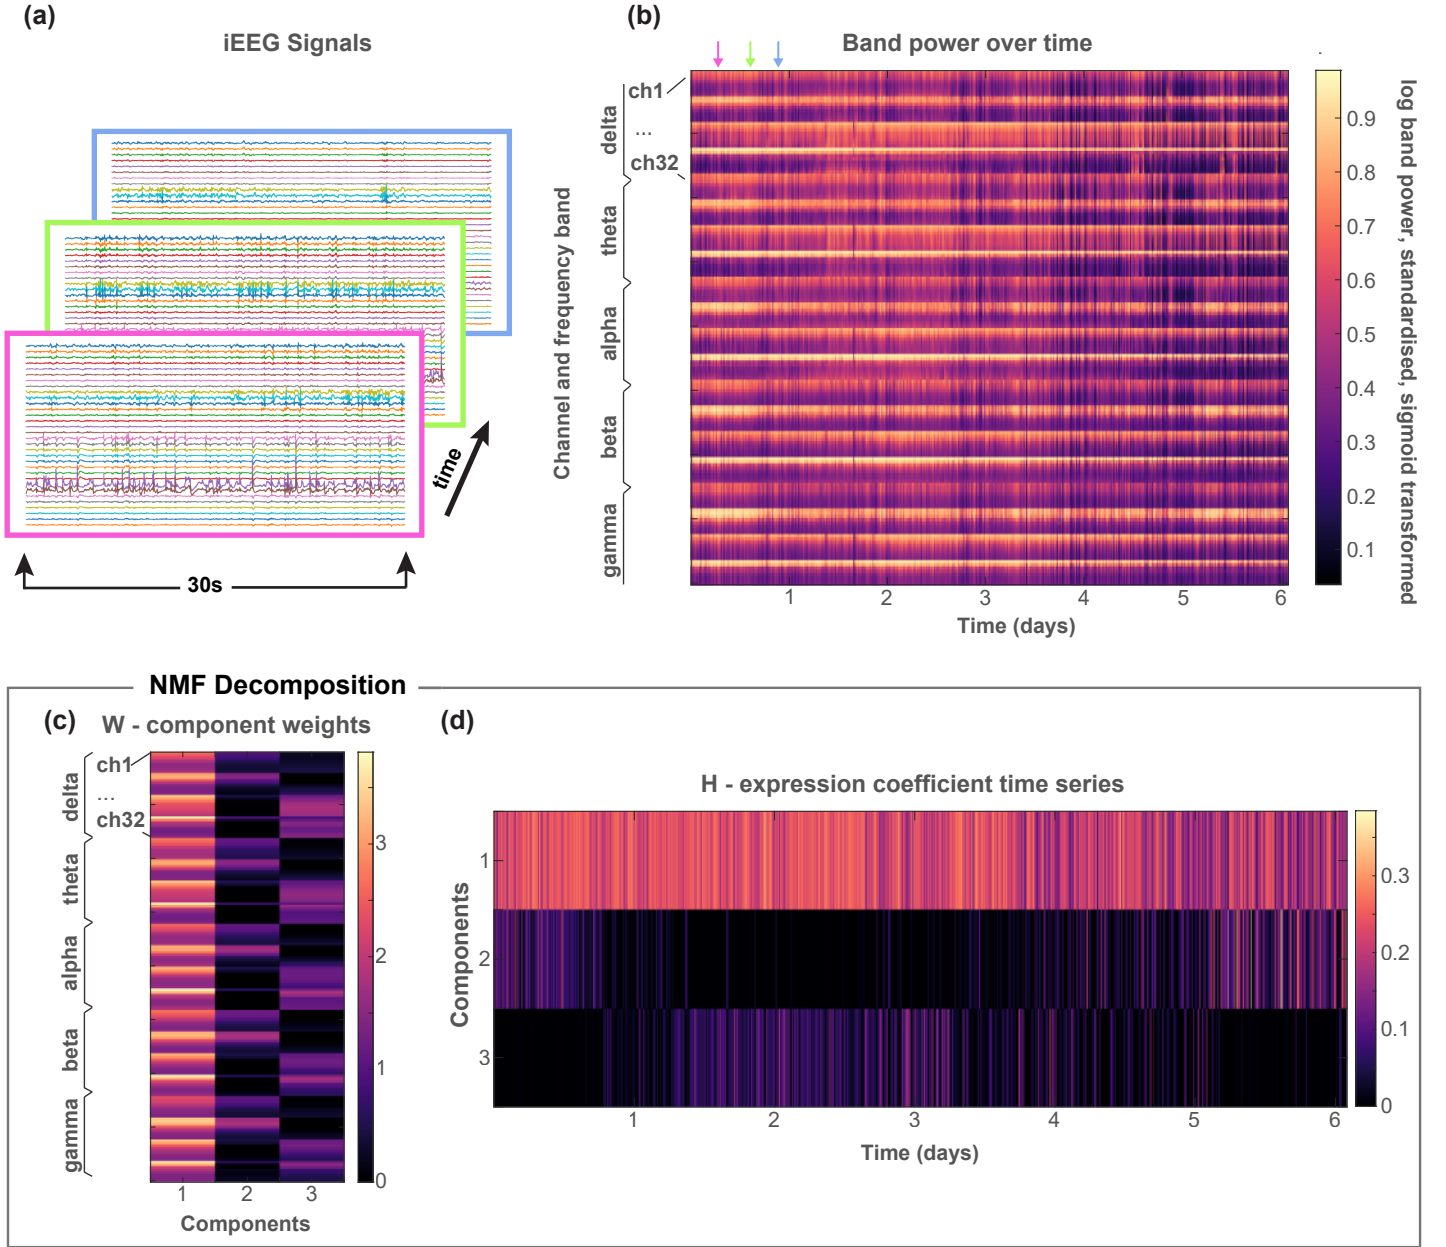 (a)
iEEG Signals
time
30s
(b)
Band power over time
Channel and frequency band
delta
theta
alpha
beta
gamma
ch1
...
ch32
1 2 3 4 5 6
Time (days)
0.9
0.8
0.7
0.6
0.5
0.4
0.3
0.2
0.1
log band power, standardised, sigmoid transformed
NMF Decomposition
(c)
W - component weights
delta
theta
alpha
beta
gamma
ch1
...
ch32
1 2 3
Components
3
2
1
0
(d)
H - expression coefficient time series
Components
1
2
3
1 2 3 4 5 6
Time (days)
0.3
0.2
0.1
0